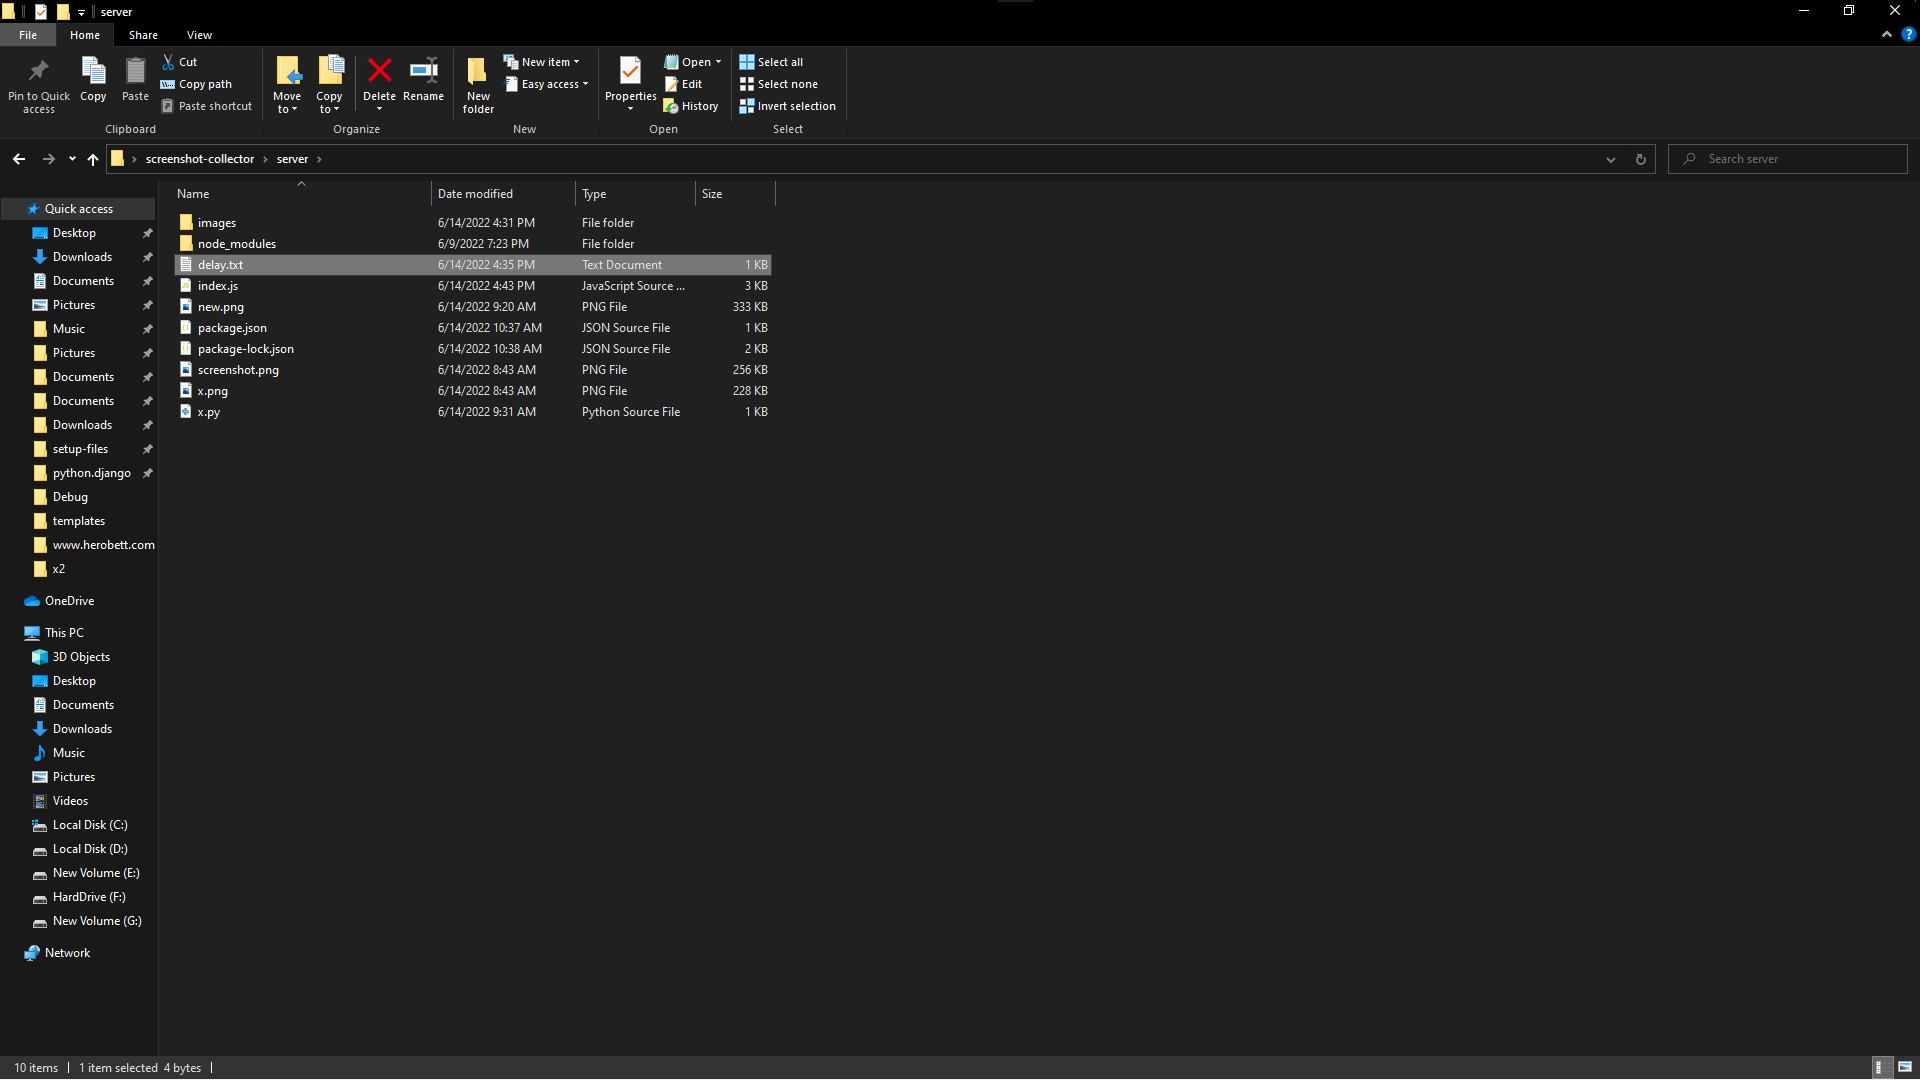 server
File Home Share View
Pin to Quick access
Copy
Paste
Cut
Copy path
Paste shortcut
Clipboard
Move to
Copy to
Delete
Rename
Organize
New folder
New item
Easy access
New
Properties
Open
Edit
History
Open
Select all
Select none
Invert selection
Select
screenshot-collector server
Search server
Name Date modified Type Size
images 6/14/2022 4:31 PM File folder
node_modules 6/9/2022 7:23 PM File folder
delay.txt 6/14/2022 4:35 PM Text Document 1 KB
index.js 6/14/2022 4:43 PM JavaScript Source ... 3 KB
new.png 6/14/2022 9:20 AM PNG File 333 KB
package.json 6/14/2022 10:37 AM JSON Source File 1 KB
package-lock.json 6/14/2022 10:38 AM JSON Source File 2 KB
screenshot.png 6/14/2022 8:43 AM PNG File 256 KB
x.png 6/14/2022 8:43 AM PNG File 228 KB
x.py 6/14/2022 9:31 AM Python Source File 1 KB
Quick access
Desktop
Downloads
Documents
Pictures
Music
Pictures
Documents
Documents
Downloads
setup-files
python.django
Debug
templates
www.herobett.com
x2
OneDrive
This PC
3D Objects
Desktop
Documents
Downloads
Music
Pictures
Videos
Local Disk (C:)
Local Disk (D:)
New Volume (E:)
HardDrive (F:)
New Volume (G:)
Network
10 items 1 item selected 4 bytes